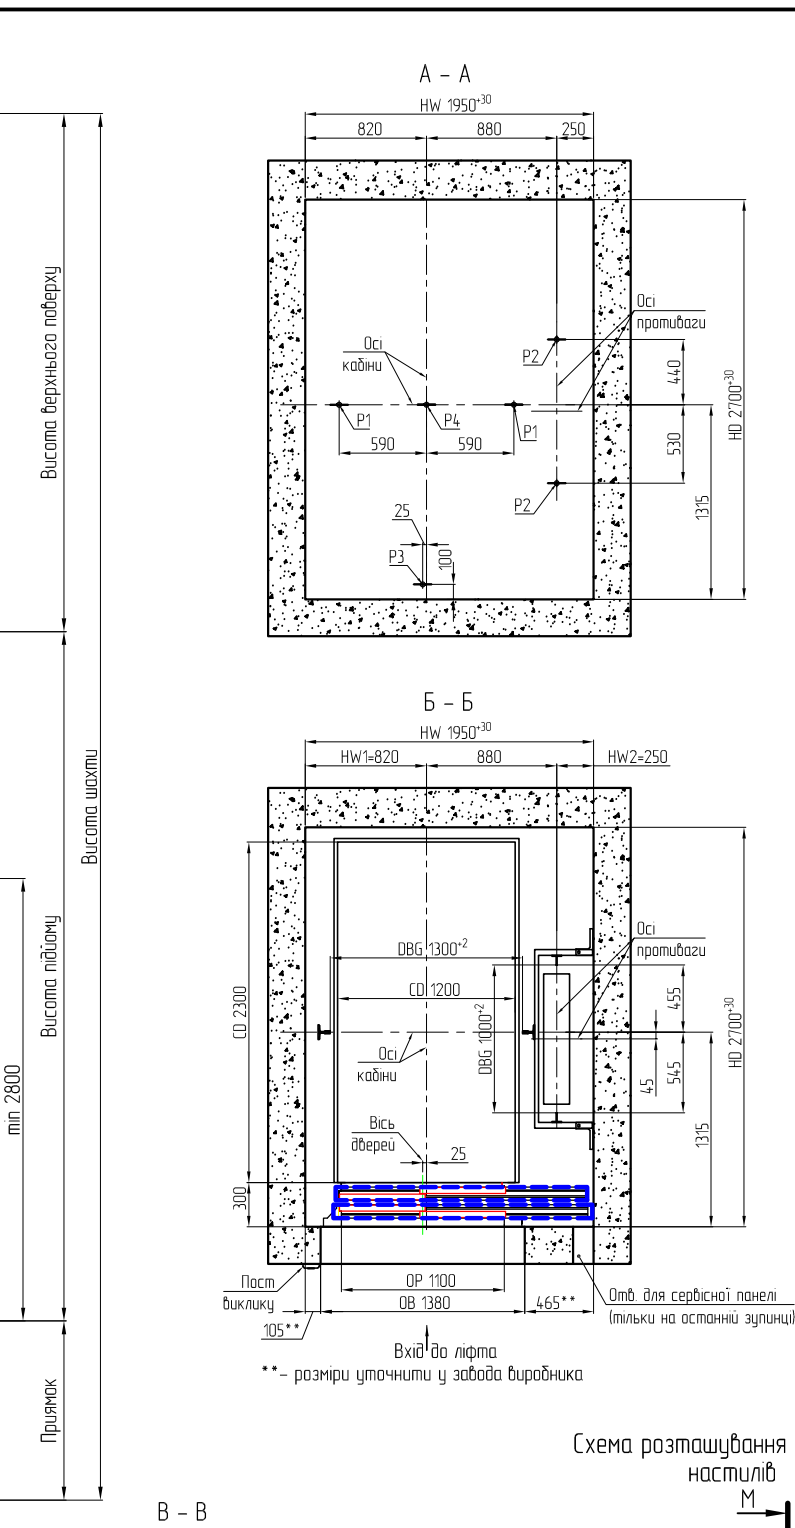 А - А
HW 1950⁺³⁰
820
880
250
Висота верхнього поверху
Осі
противаги
P2
Осі
кабіни
440
HD 2700⁺³⁰
P1
P4
P1
590
590
530
P2
1315
25
P3
100
Б - Б
HW 1950⁺³⁰
HW1=820
880
HW2=250
Висота шахти
Висота підйому
min 2800
Осі
противаги
DBG 1300⁺²
CD 1200
CD 2300
DBG 1000⁺²
455
HD 2700⁺³⁰
Осі
кабіни
45
545
Вісь
дверей
25
1315
300
Пост
виклику
OP 1100
OB 1380
465**
105**
Отв. для сервісної панелі
(тільки на останній зупинці)
Вхід до ліфта
**- розміри уточнити у завода виробника
Приямок
Схема розташування
настилів
В - В
М